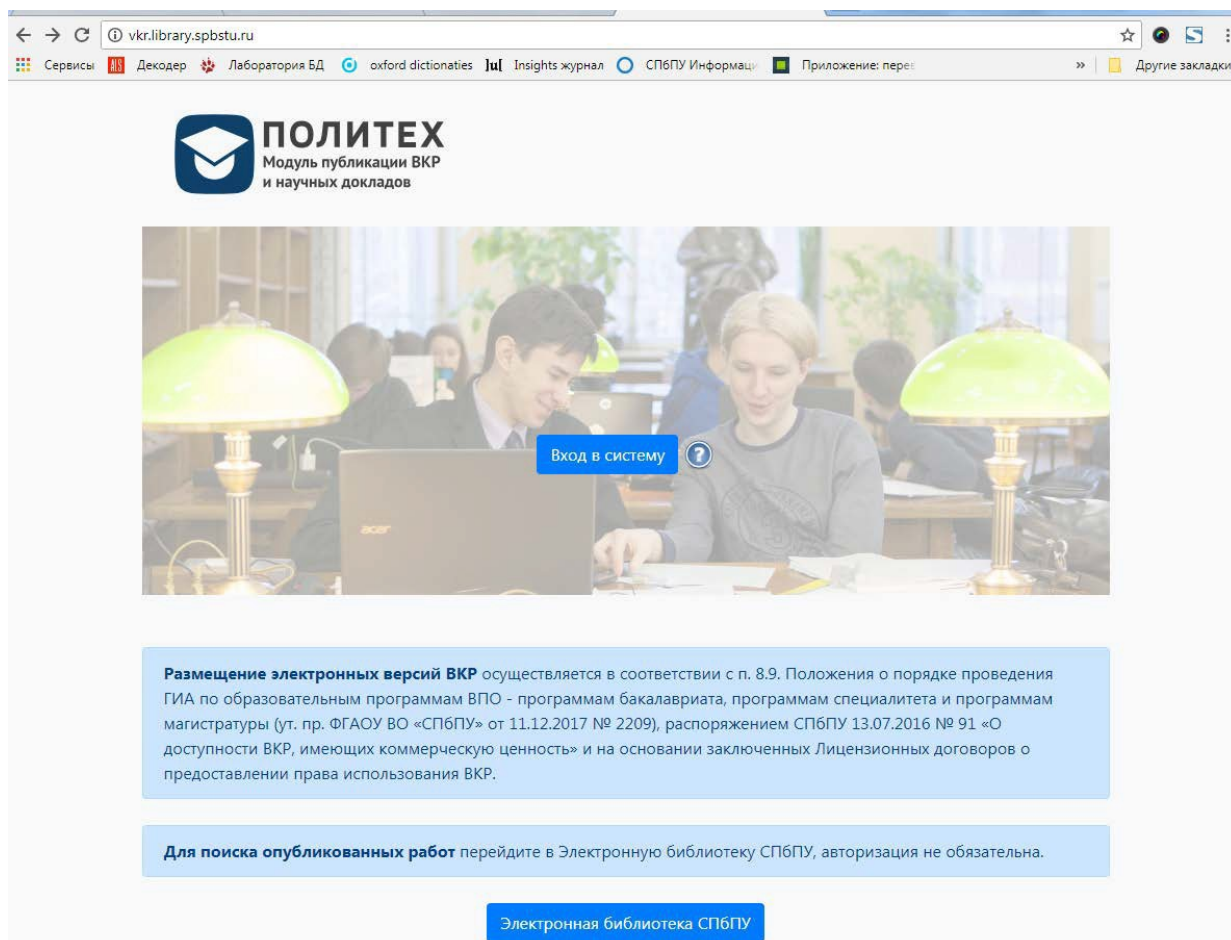 vkr.library.spbstu.ru
Сервисы AIS Декодер Лаборатория БД oxford dictionaties ]u[ Insights журнал СПбПУ Информаци Приложение: перев » Другие закладки
ПОЛИТЕХ
Модуль публикации ВКР
и научных докладов
acer
Вход в систему ?
Размещение электронных версий ВКР осуществляется в соответствии с п. 8.9. Положения о порядке проведения
ГИА по образовательным программам ВПО - программам бакалавриата, программам специалитета и программам
магистратуры (ут. пр. ФГАОУ ВО «СПбПУ» от 11.12.2017 № 2209), распоряжением СПбПУ 13.07.2016 № 91 «О
доступности ВКР, имеющих коммерческую ценность» и на основании заключенных Лицензионных договоров о
предоставлении права использования ВКР.
Для поиска опубликованных работ перейдите в Электронную библиотеку СПбПУ, авторизация не обязательна.
Электронная библиотека СПбПУ